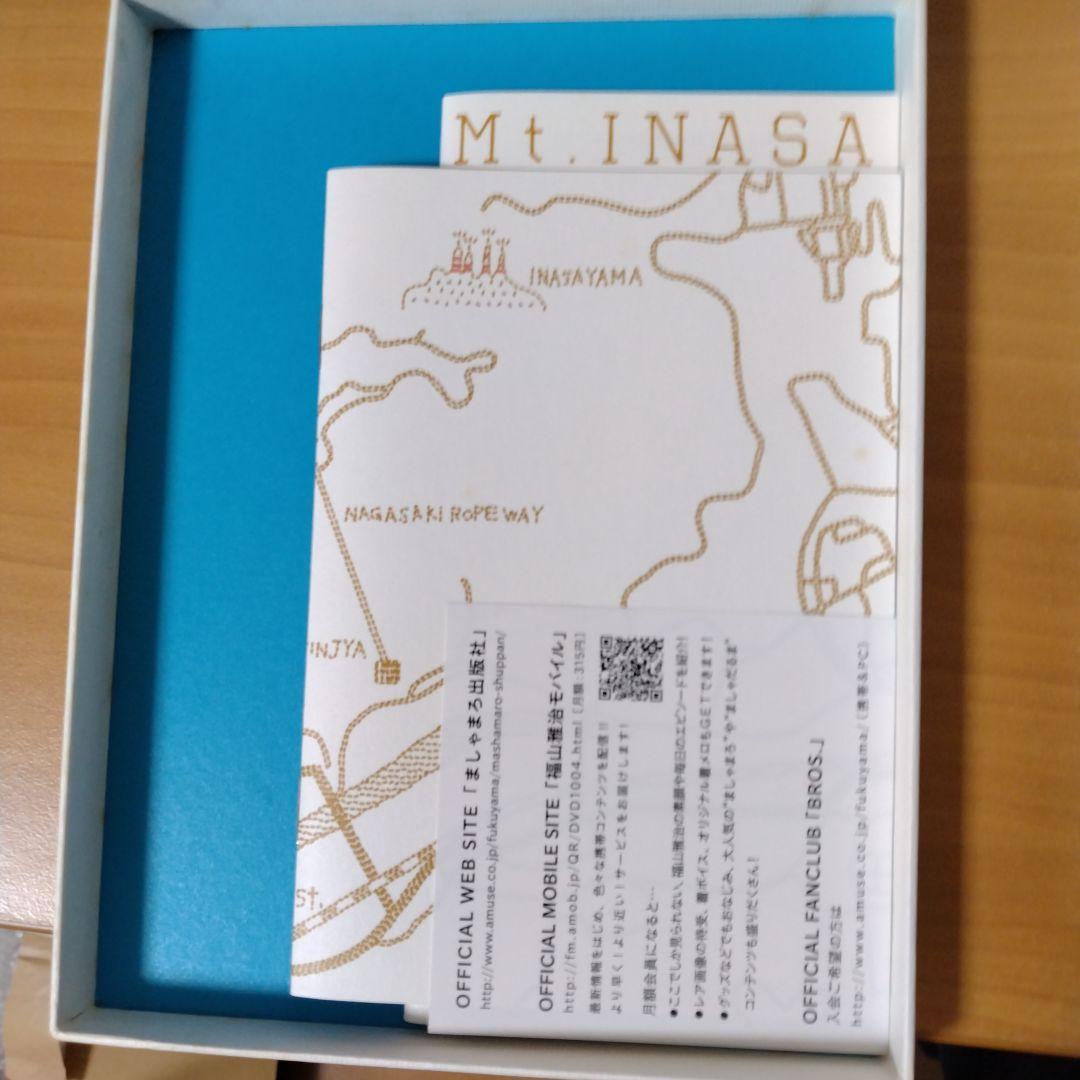 Mt. INASA
INASAYAMA
NAGASAKI ROPEWAY
INJYA
st.
OFFICIAL WEB SITE「ましゃまろ出版社」
http://www.amuse.co.jp/fukuyama/mashamaro-shuppan/
OFFICIAL MOBILE SITE「福山雅治モバイル」
http://fm.amob.jp/QR/DVD1004.html［月額:315円］
最新情報をはじめ、色々な携帯コンテンツを配信!!
より早く!より近い!サービスをお届けします!
月額会員になると…
●ここでしか見られない、福山雅治の素顔や毎日のエピソードを紹介!
●レア画像の待受、着ボイス、オリジナル着メロもGETできます!
●グッズなどでもおなじみ、大人気の"ましゃまろ"や"ましゃだるま"
コンテンツも盛りだくさん!
OFFICIAL FANCLUB「BROS.」
入会ご希望の方は
http://www.amuse.co.jp/fukuyama/（携帯&PC）